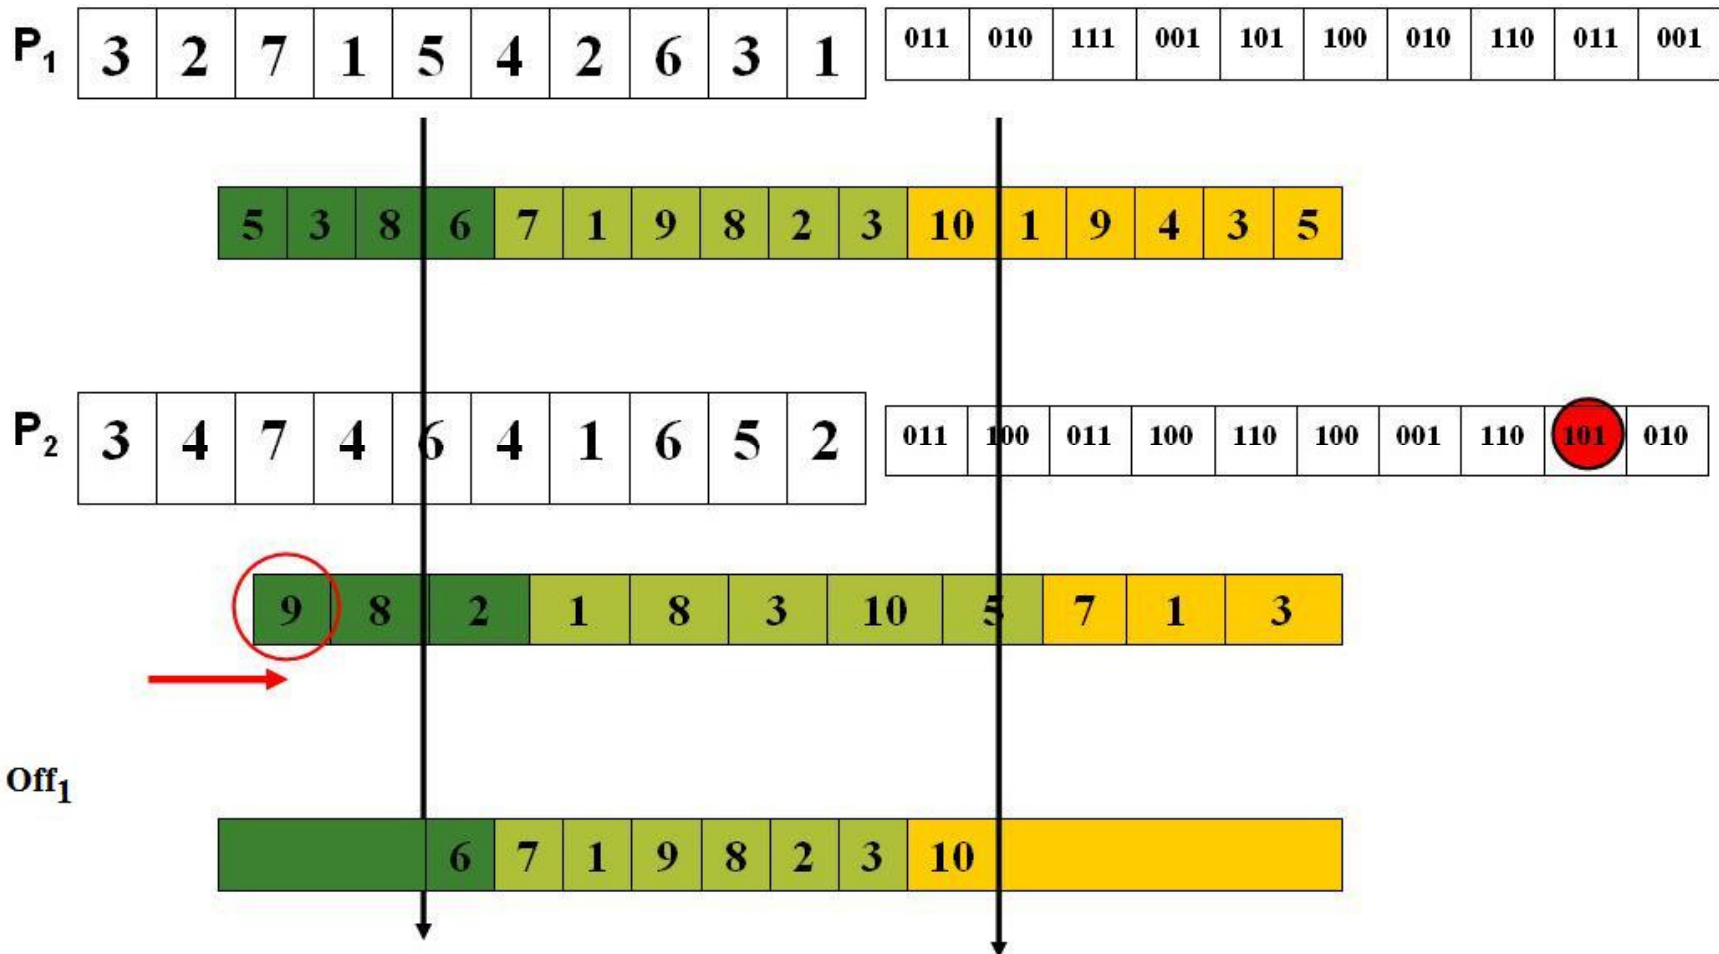 P1 3 2 7 1 5 4 2 6 3 1 011 010 111 001 101 100 010 110 011 001
5 3 8 6 7 1 9 8 2 3 10 1 9 4 3 5
P2 3 4 7 4 6 4 1 6 5 2 011 100 011 100 110 100 001 110 101 010
9 8 2 1 8 3 10 5 7 1 3
Off1
6 7 1 9 8 2 3 10